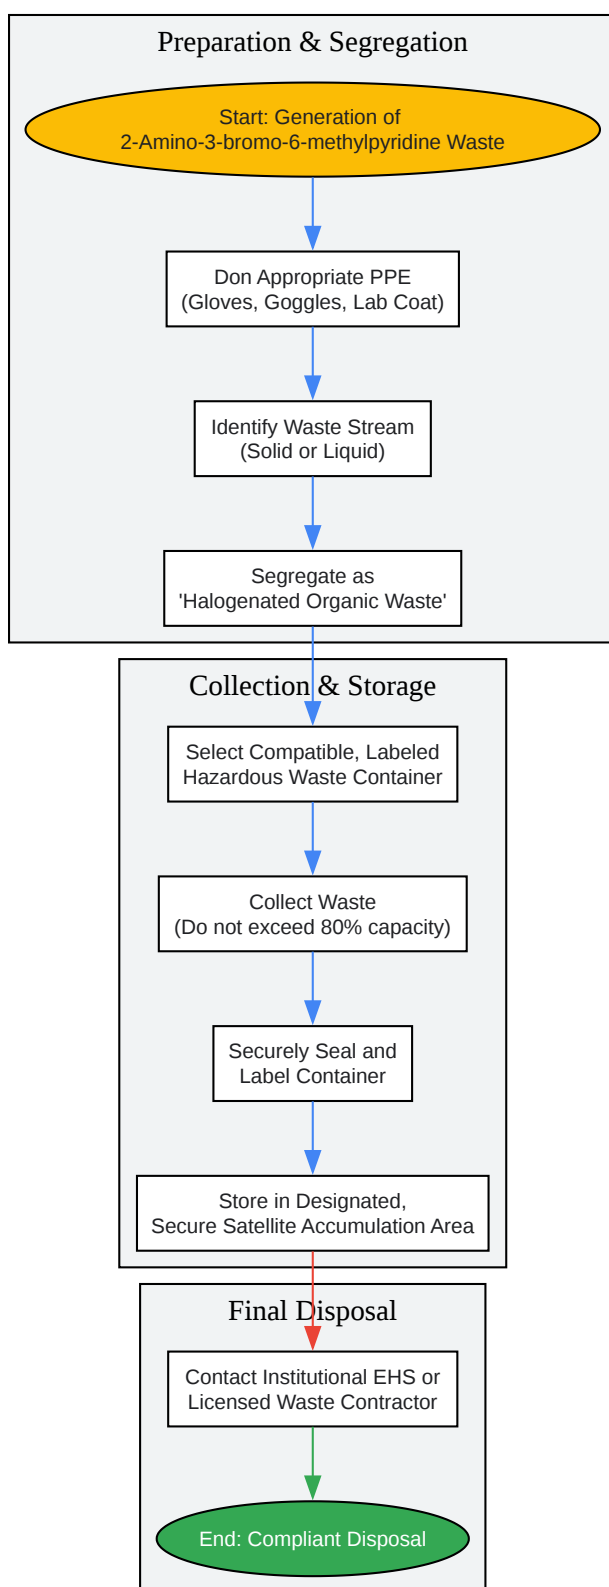 Preparation & Segregation
Start: Generation of
2-Amino-3-bromo-6-methylpyridine Waste
Don Appropriate PPE
(Gloves, Goggles, Lab Coat)
Identify Waste Stream
(Solid or Liquid)
Segregate as
'Halogenated Organic Waste'
Collection & Storage
Select Compatible, Labeled
Hazardous Waste Container
Collect Waste
(Do not exceed 80% capacity)
Securely Seal and
Label Container
Store in Designated,
Secure Satellite Accumulation Area
Final Disposal
Contact Institutional EHS or
Licensed Waste Contractor
End: Compliant Disposal